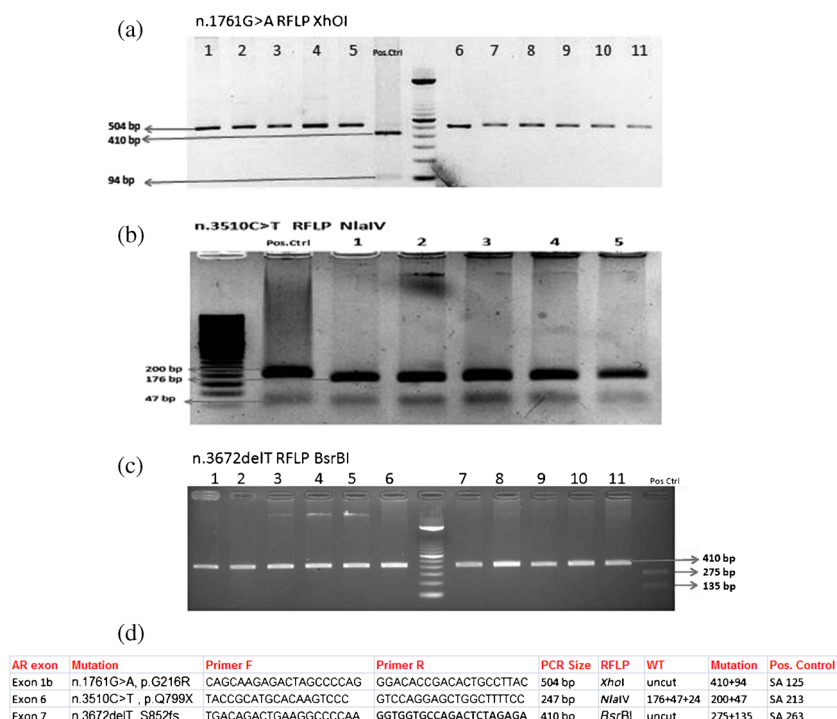 (a)
n.1761G>A RFLP XhOI
1 2 3 4 5 Pos.Ctrl 6 7 8 9 10 11
504 bp
410 bp
94 bp
(b)
n.3510C>T RFLP NlaIV
Pos.Ctrl 1 2 3 4 5
200 bp
176 bp
47 bp
(c)
n.3672delT RFLP BsrBI
1 2 3 4 5 6 7 8 9 10 11 Pos.Ctrl
410 bp
275 bp
135 bp
(d)
AR exon Mutation Primer F Primer R PCR Size RFLP WT Mutation Pos. Control
Exon 1b n.1761G>A, p.G216R CAGCAAGAGACTAGCCCCAG GGACACCGACACTGCCTTAC 504 bp XhoI uncut 410+94 SA 125
Exon 6 n.3510C>T , p.Q799X TACCGCATGCACAAGTCCC GTCCAGGAGCTGGCTTTTCC 247 bp NlaIV 176+47+24 200+47 SA 213
Exon 7 n.3672delT S852fs TGACAGACTGAAGGCCCCAA GGTGGTGCCAGACTCTAGAGA 410 bp BsrBI uncut 275+135 SA 263